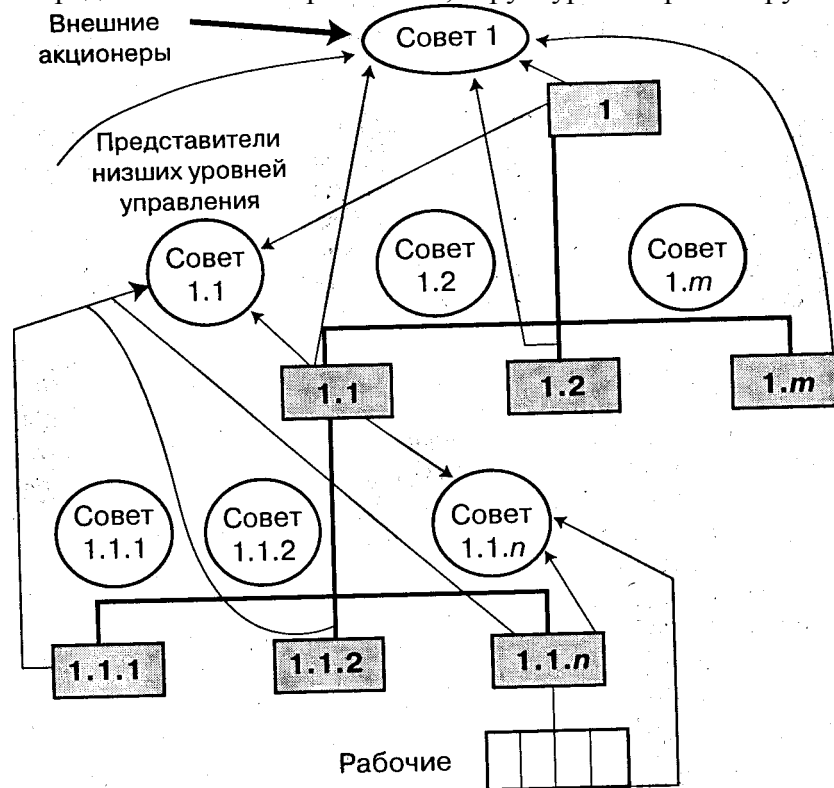 Внешние
акционеры
Совет 1
1
Представители
низших уровней
управления
Совет
1.1
Совет
1.2
Совет
1.m
1.1
1.2
1.m
Совет
1.1.1
Совет
1.1.2
Совет
1.1.n
1.1.1
1.1.2
1.1.n
Рабочие